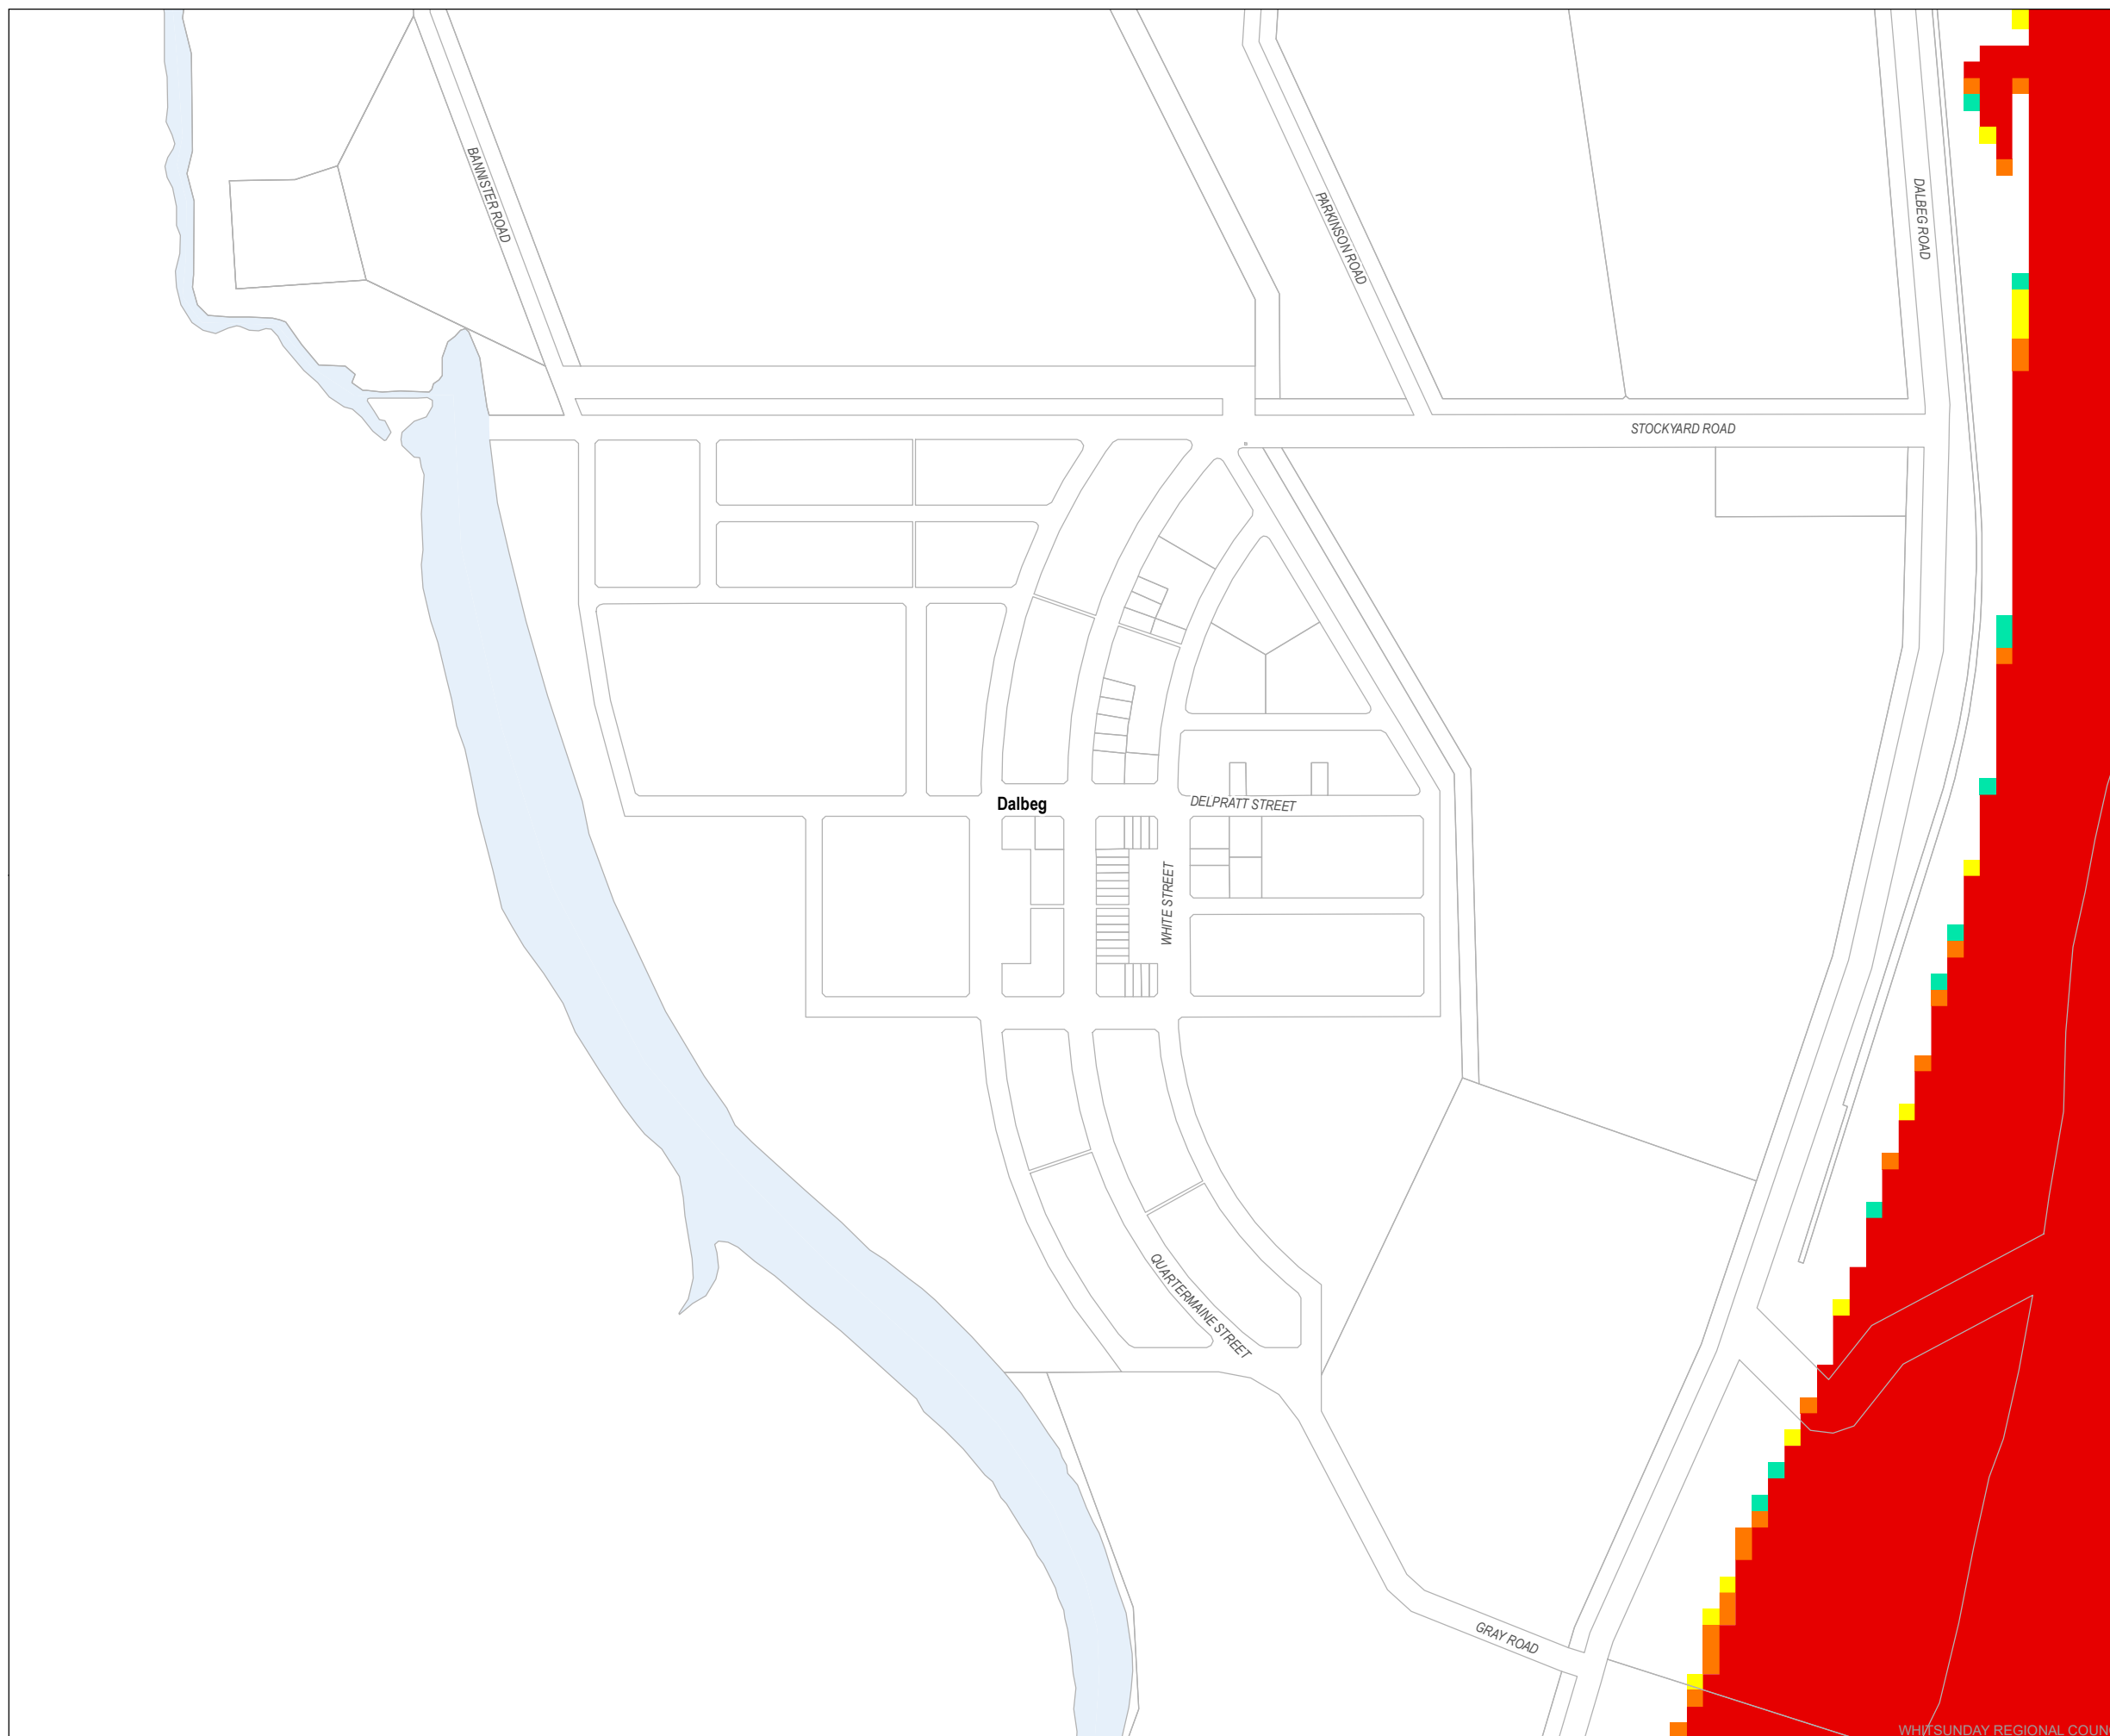 BANNISTER ROAD
PARKINSON ROAD
DALBEG ROAD
STOCKYARD ROAD
Dalbeg
DELPRATT STREET
WHITE STREET
QUARTERMAINE STREET
GRAY ROAD
WHITSUNDAY REGIONAL COUN